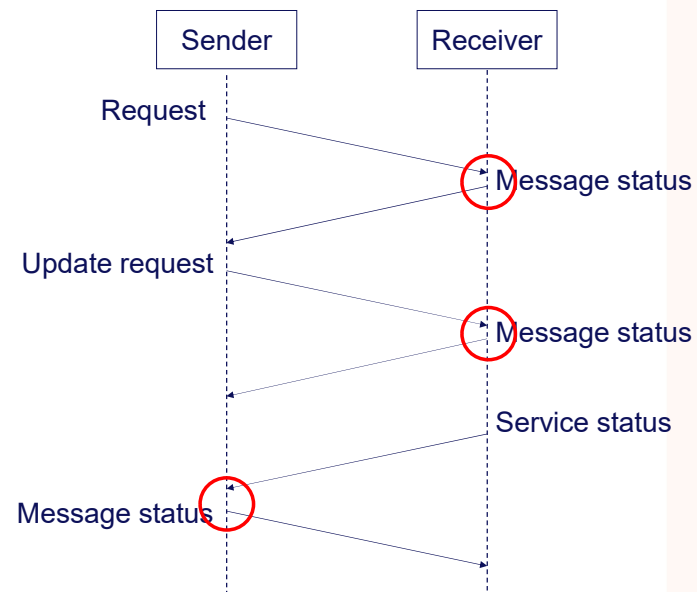 Sender
Receiver
Request
Message status
Update request
Message status
Service status
Message status